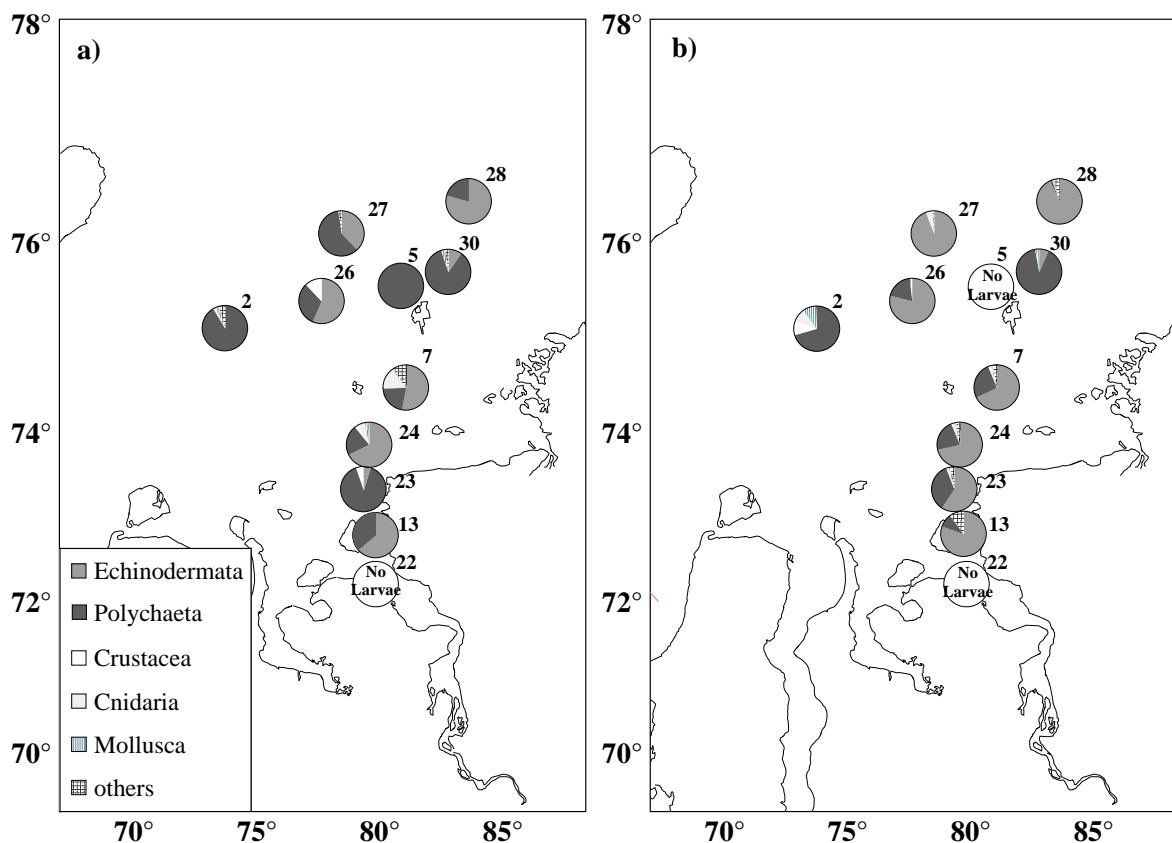 78°
76°
74°
72°
70°
a)
28
27
30
5
26
2
7
24
23
13
22
No
Larvae
Echinodermata
Polychaeta
Crustacea
Cnidaria
Mollusca
others
70°
75°
80°
85°
78°
76°
74°
72°
70°
b)
28
27
30
5
No
Larvae
26
2
7
24
23
13
22
No
Larvae
70°
75°
80°
85°